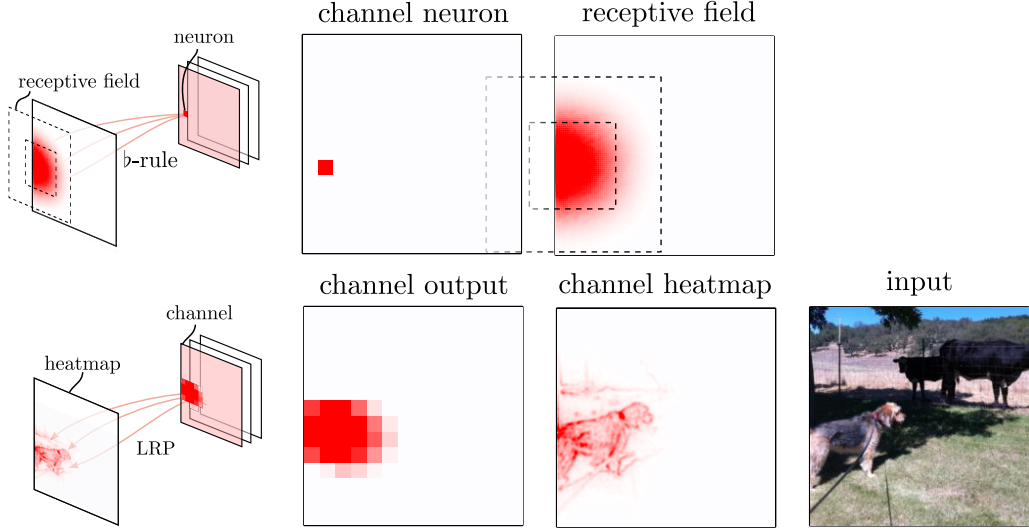 channel neuron
receptive field
neuron
receptive field
♭-rule
channel output
channel heatmap
input
channel
heatmap
LRP